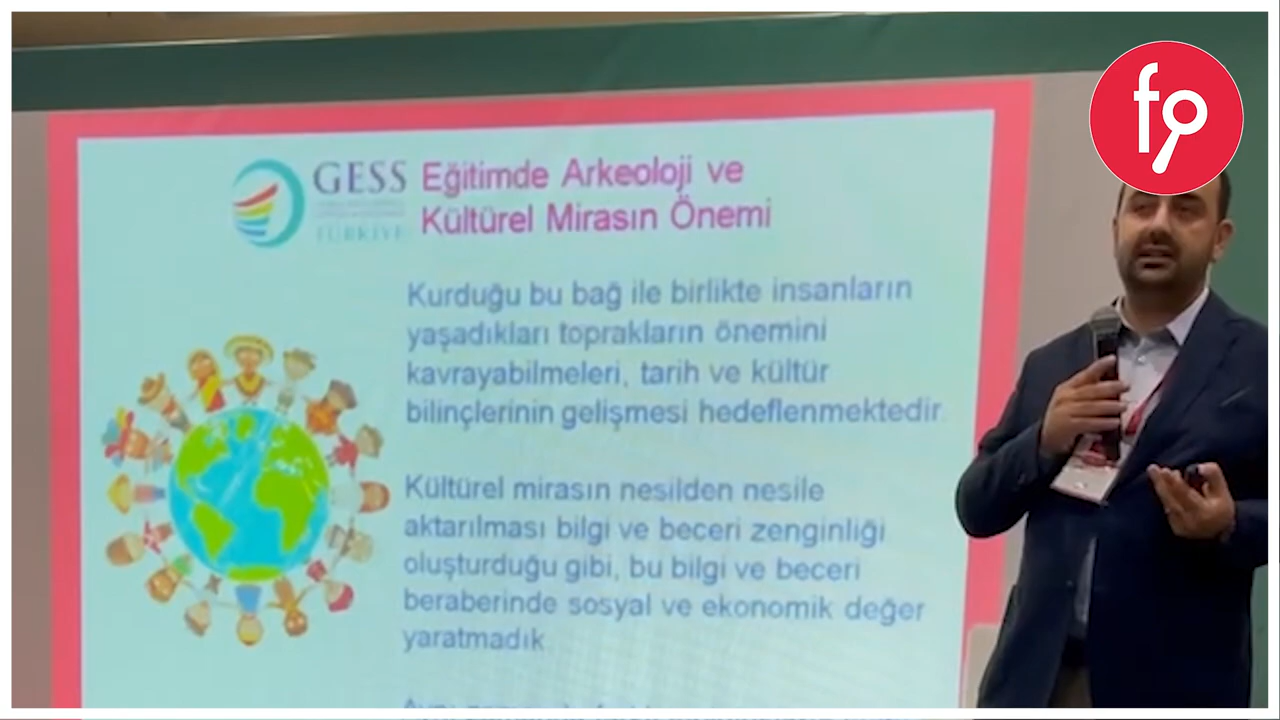 fo
GESS
TÜRKİYE
Eğitimde Arkeoloji ve
Kültürel Mirasın Önemi
Kurduğu bu bağ ile birlikte insanların
yaşadıkları toprakların önemini
kavrayabilmeleri, tarih ve kültür
bilinçlerinin gelişmesi hedeflenmektedir.
Kültürel mirasın nesilden nesile
aktarılması bilgi ve beceri zenginliği
oluşturduğu gibi, bu bilgi ve beceri
beraberinde sosyal ve ekonomik değer
yaratmadık